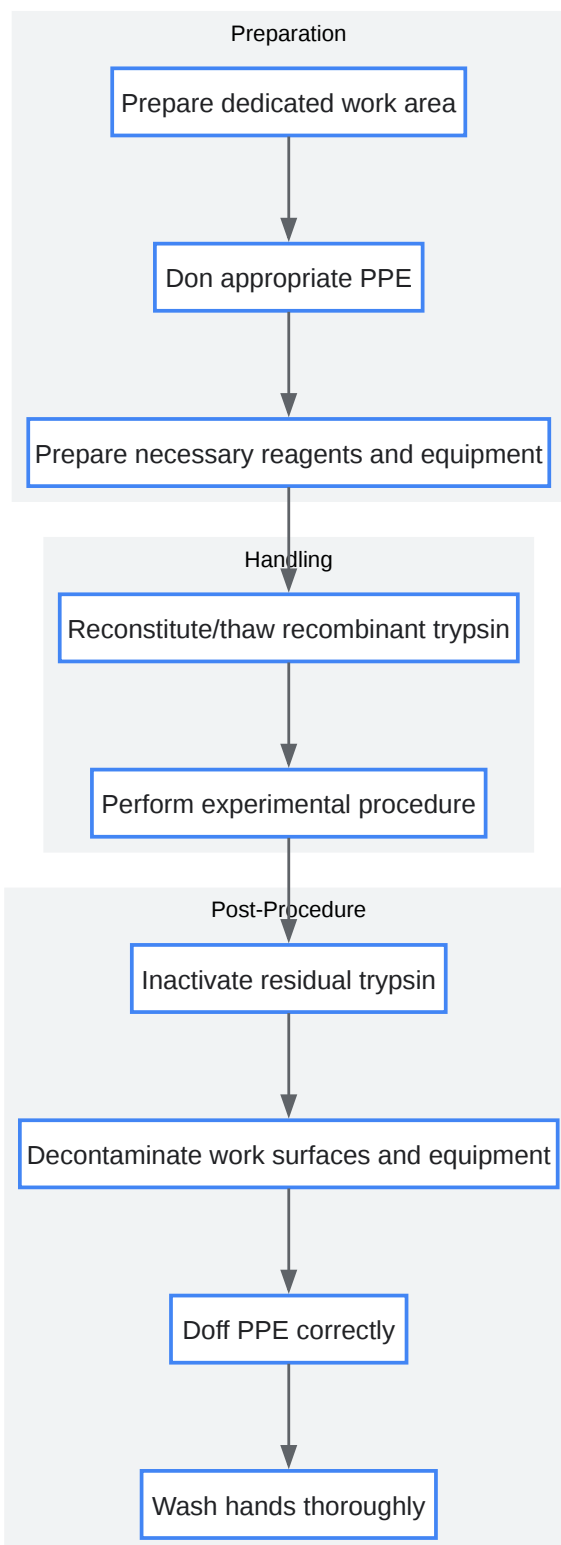 Preparation
Prepare dedicated work area
Don appropriate PPE
Prepare necessary reagents and equipment
Handling
Reconstitute/thaw recombinant trypsin
Perform experimental procedure
Post-Procedure
Inactivate residual trypsin
Decontaminate work surfaces and equipment
Doff PPE correctly
Wash hands thoroughly